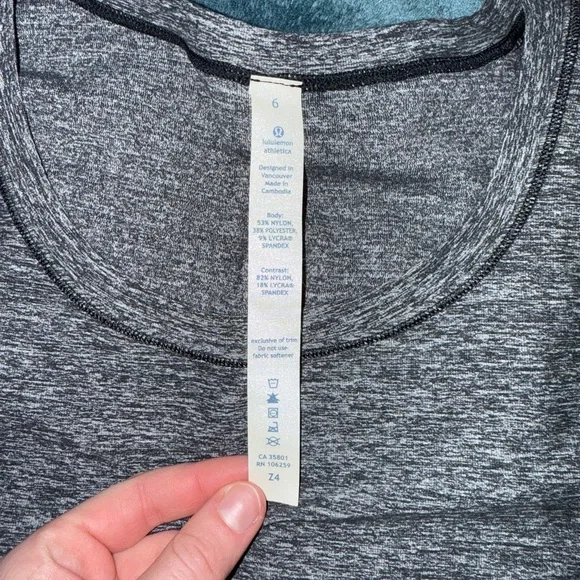 6
lululemon
athletica
Designed in
Vancouver
Made in
Cambodia
Body:
53% NYLON,
38% POLYESTER,
9% LYCRA®
SPANDEX
Contrast:
82% NYLON,
18% LYCRA®
SPANDEX
exclusive of trim
Do not use
fabric softener
CA 35801
RN 106259
Z4